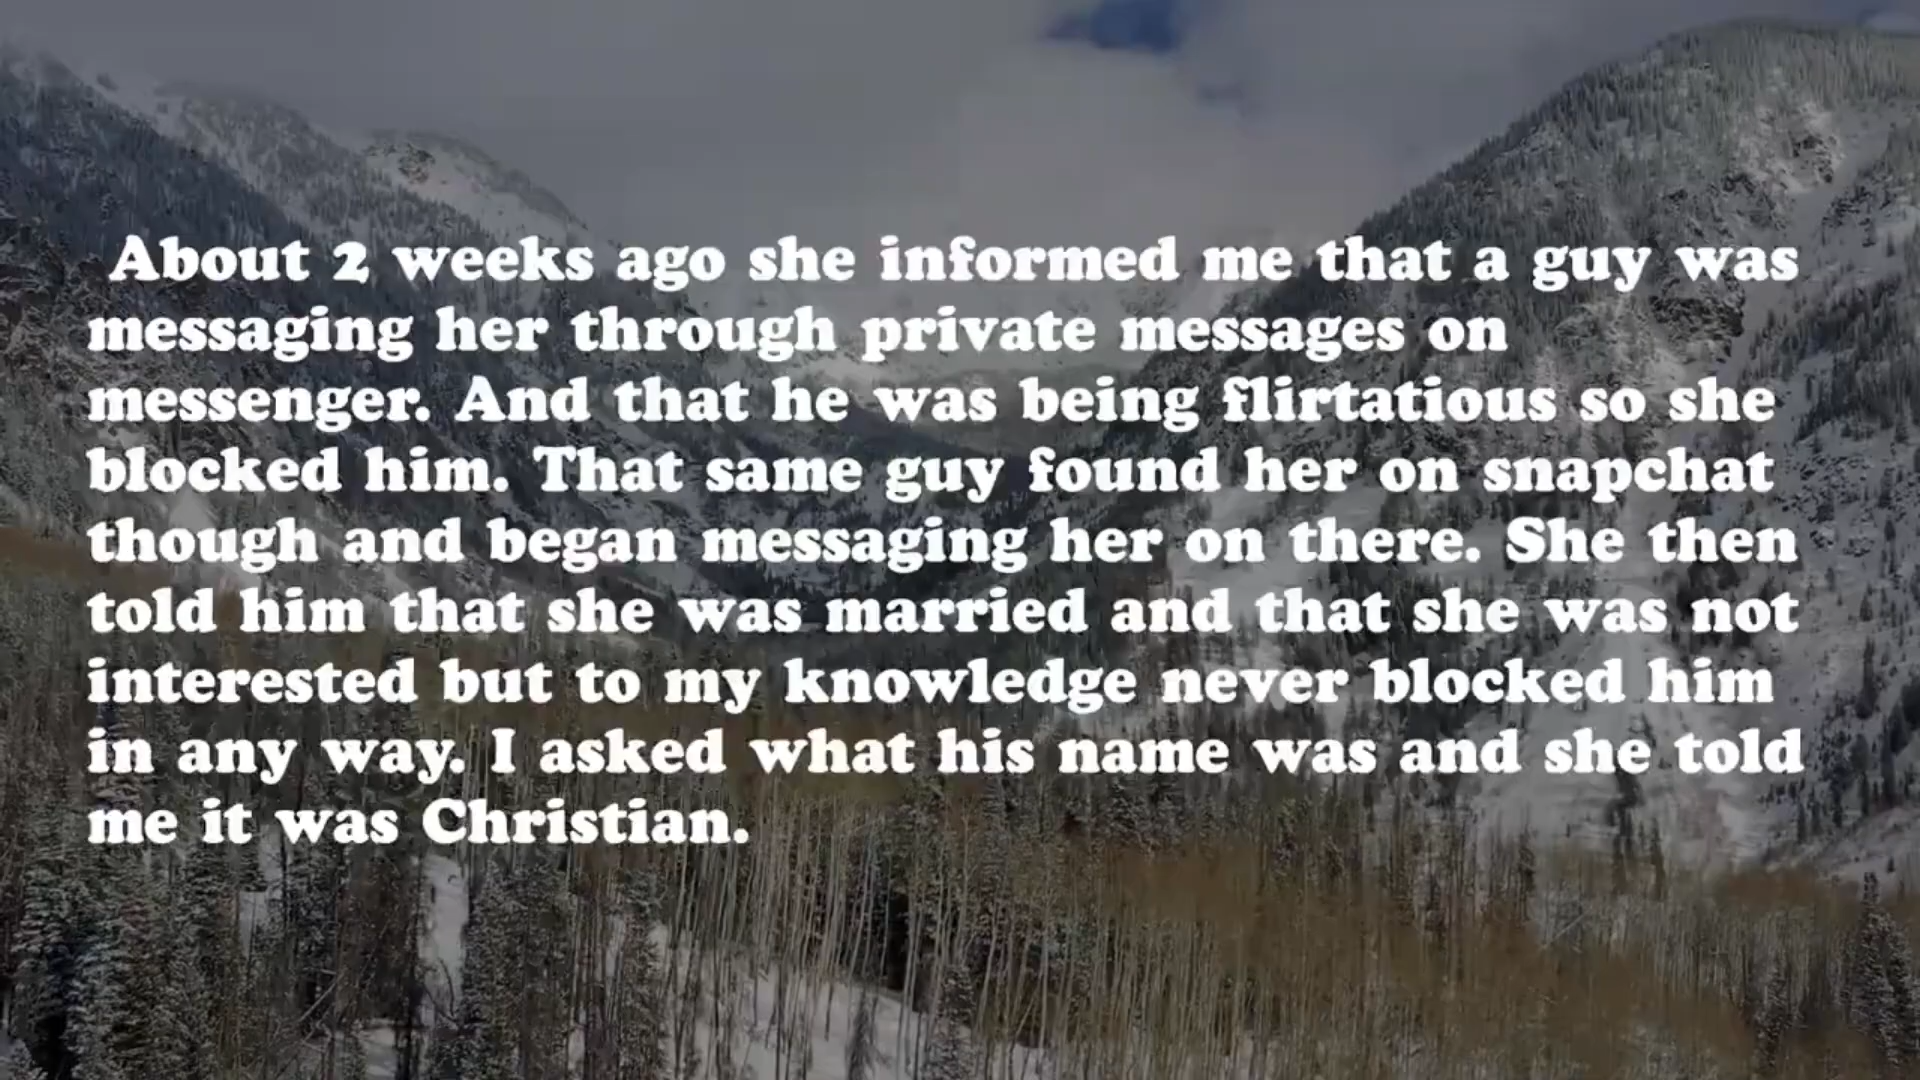 About 2 weeks ago she informed me that a guy was
messaging her through private messages on
messenger. And that he was being flirtatious so she
blocked him. That same guy found her on snapchat
though and began messaging her on there. She then
told him that she was married and that she was not
interested but to my knowledge never blocked him
in any way. I asked what his name was and she told
me it was Christian.